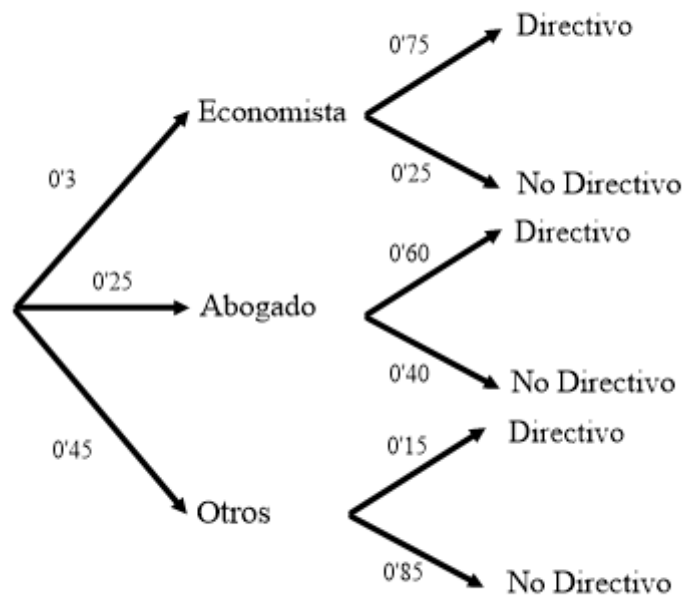 0'75
Directivo
Economista
0'25
No Directivo
0'3
0'60
Directivo
0'25
Abogado
0'40
No Directivo
0'45
0'15
Directivo
Otros
0'85
No Directivo